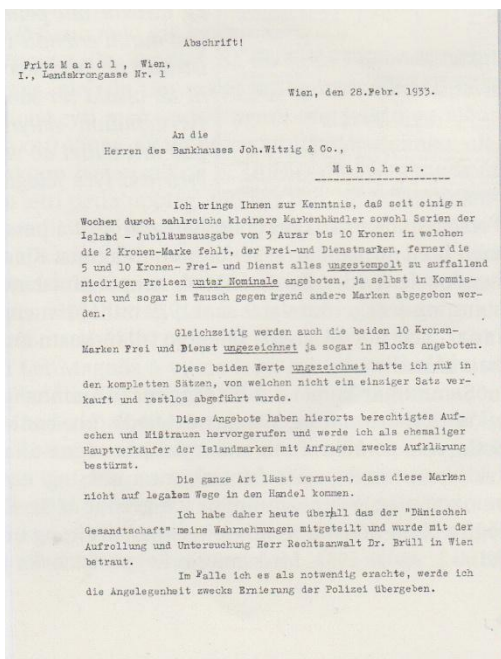 Abschrift!
Fritz M a n d l , Wien,
I., Landskrongasse Nr. 1
Wien, den 28.Febr. 1933.
An die
Herren des Bankhauses Joh.Witzig & Co.,
M ü n c h e n .
Ich bringe Ihnen zur Kenntnis, daß seit einigen
Wochen durch zahlreiche kleinere Markenhändler sowohl Serien der
Island - Jubiläumsausgabe von 3 Aurar bis 10 Kronen in welchen
die 2 Kronen-Marke fehlt, der Frei-und Dienstmarken, ferner die
5 und 10 Kronen- Frei- und Dienst alles ungestempelt zu auffallend
niedrigen Preisen unter Nominale angeboten, ja selbst in Kommis-
sion und sogar im Tausch gegen irgend andere Marken abgegeben wer-
den.
Gleichzeitig werden auch die beiden 10 Kronen-
Marken Frei und Dienst ungezeichnet ja sogar in Blocks angeboten.
Diese beiden Werte ungezeichnet hatte ich nur in
den kompletten Sätzen, von welchen nicht ein einziger Satz ver-
kauft und restlos abgeführt wurde.
Diese Angebote haben hierorts berechtigtes Auf-
sehen und Mißtrauen hervorgerufen und werde ich als ehemaliger
Hauptverkäufer der Islandmarken mit Anfragen zwecks Aufklärung
bestürmt.
Die ganze Art lässt vermuten, dass diese Marken
nicht auf legalem Wege in den Handel kommen.
Ich habe daher heute überall das der "Dänischen
Gesandtschaft" meine Wahrnehmungen mitgeteilt und wurde mit der
Aufrollung und Untersuchung Herr Rechtsanwalt Dr. Brüll in Wien
betraut.
Im Falle ich es als notwendig erachte, werde ich
die Angelegenheit zwecks Ernierung der Polizei übergeben.